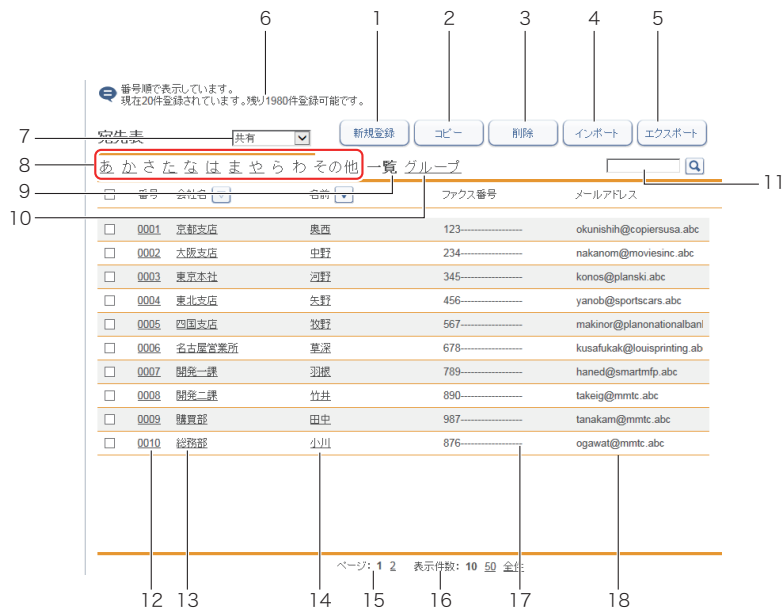 1 2 3 4 5
6
番号順で表示しています。
現在20件登録されています。残り1980件登録可能です。
7 宛先表 共有 新規登録 コピー 削除 インポート エクスポート
8 あ か さ た な は ま や ら わ その他 一覧 グループ
11
9 番号 会社名 名前 ファクス番号 メールアドレス
10
0001 京都支店 奥西 123------------------ okunishih@copiersusa.abc
0002 大阪支店 中野 234------------------ nakanom@moviesinc.abc
0003 東京本社 河野 345------------------ konos@planski.abc
0004 東北支店 矢野 456------------------ yanob@sportscars.abc
0005 四国支店 牧野 567------------------ makinor@planonationalbanl
0006 名古屋営業所 草深 678------------------ kusafukak@louisprinting.ab
0007 開発一課 羽根 789------------------ haned@smartmfp.abc
0008 開発二課 竹井 890------------------ takeig@mmtc.abc
0009 購買部 田中 987------------------ tanakam@mmtc.abc
0010 総務部 小川 876------------------ ogawat@mmtc.abc
ページ: 1 2 表示件数: 10 50 全件
12 13 14 15 16 17 18